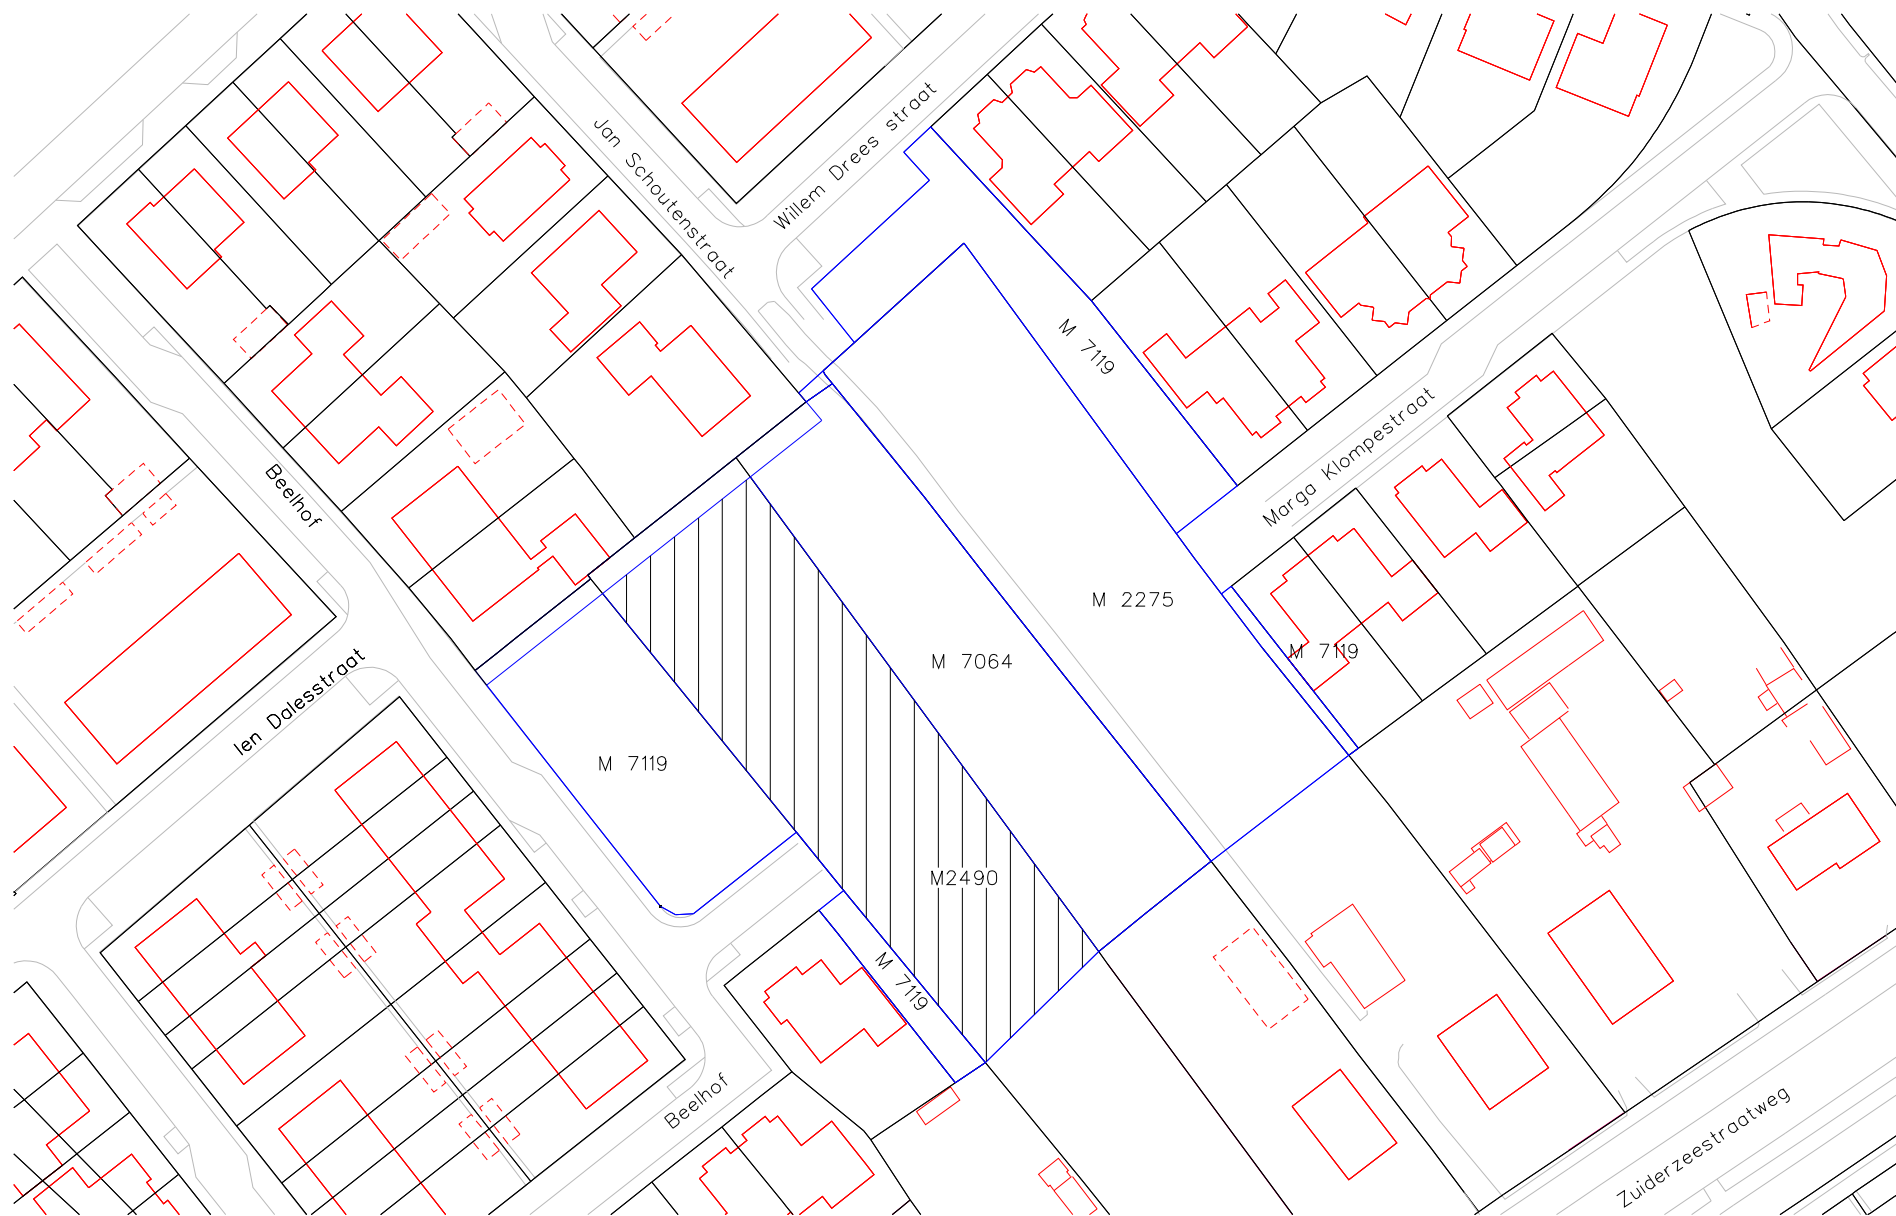 Jan Schoutenstraat
Willem Drees straat
M 7119
Marga Klompestraat
Beelhof
M 2275
M 7119
M 7064
Ien Dalesstraat
M 7119
M2490
M 7119
Beelhof
Zuiderzeestraatweg